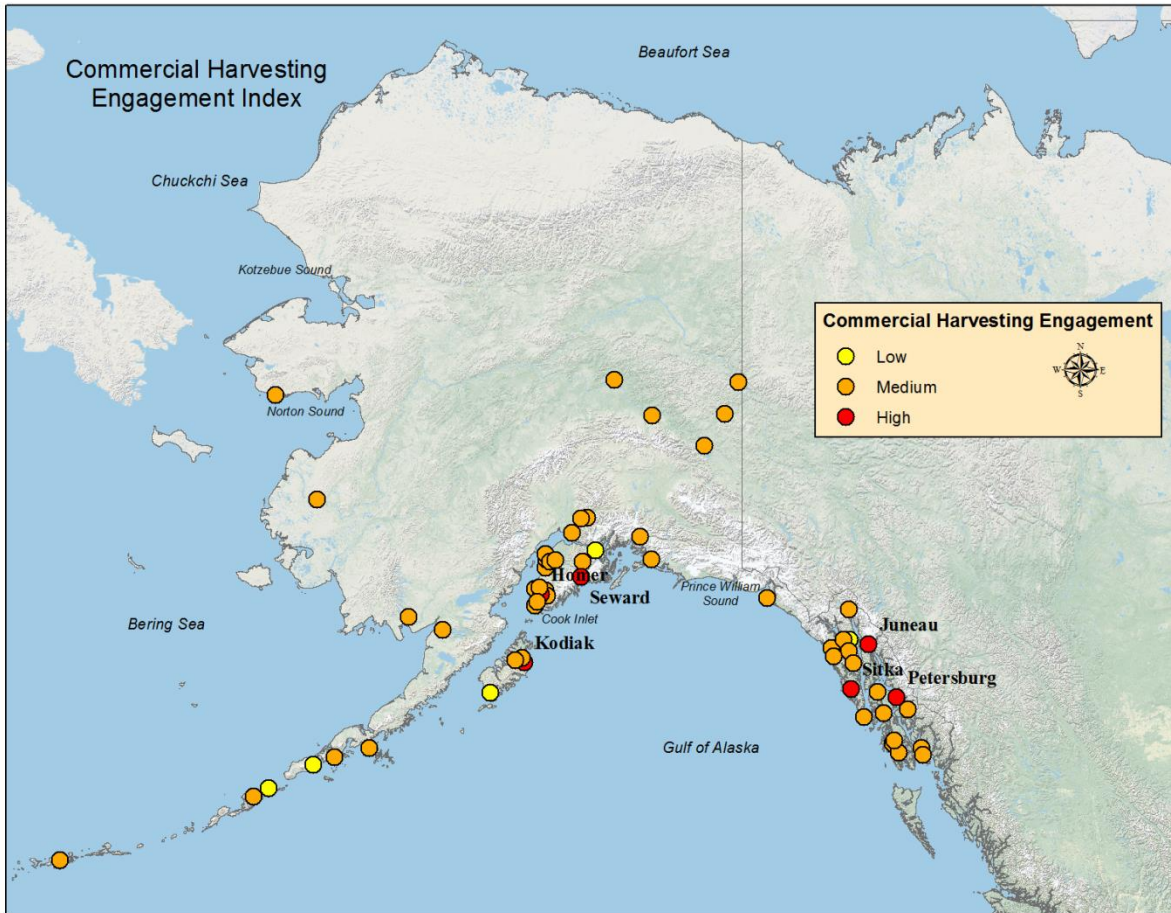 Beaufort Sea
Commercial Harvesting
Engagement Index
Chuckchi Sea
Kotzebue Sound
Commercial Harvesting Engagement
N
W E
S
Low
Medium
High
Norton Sound
Homer
Seward
Prince William
Sound
Cook Inlet
Bering Sea
Juneau
Kodiak
Sitka
Petersburg
Gulf of Alaska